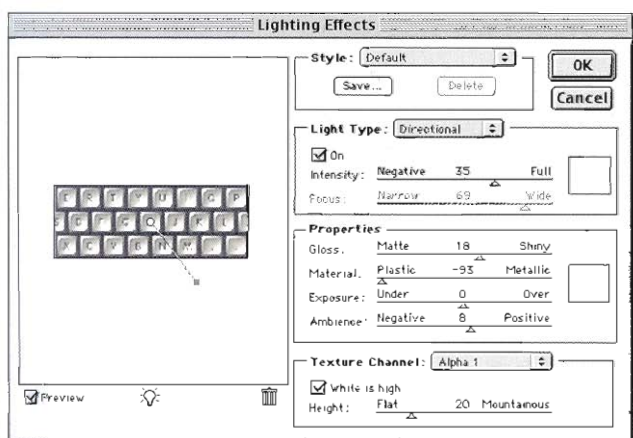 Lighting Effects
Style: Default
Save... Delete
OK
Cancel
Light Type: Directional
On
Intensity: Negative 35 Full
Focus: Narrow 69 Wide
Properties
Gloss: Matte 18 Shiny
Material: Plastic -93 Metallic
Exposure: Under 0 Over
Ambience: Negative 8 Positive
Texture Channel: Alpha 1
White is high
Height: Flat 20 Mountainous
Preview
E R T Y U O P
S D F G J K L
X C V B N M